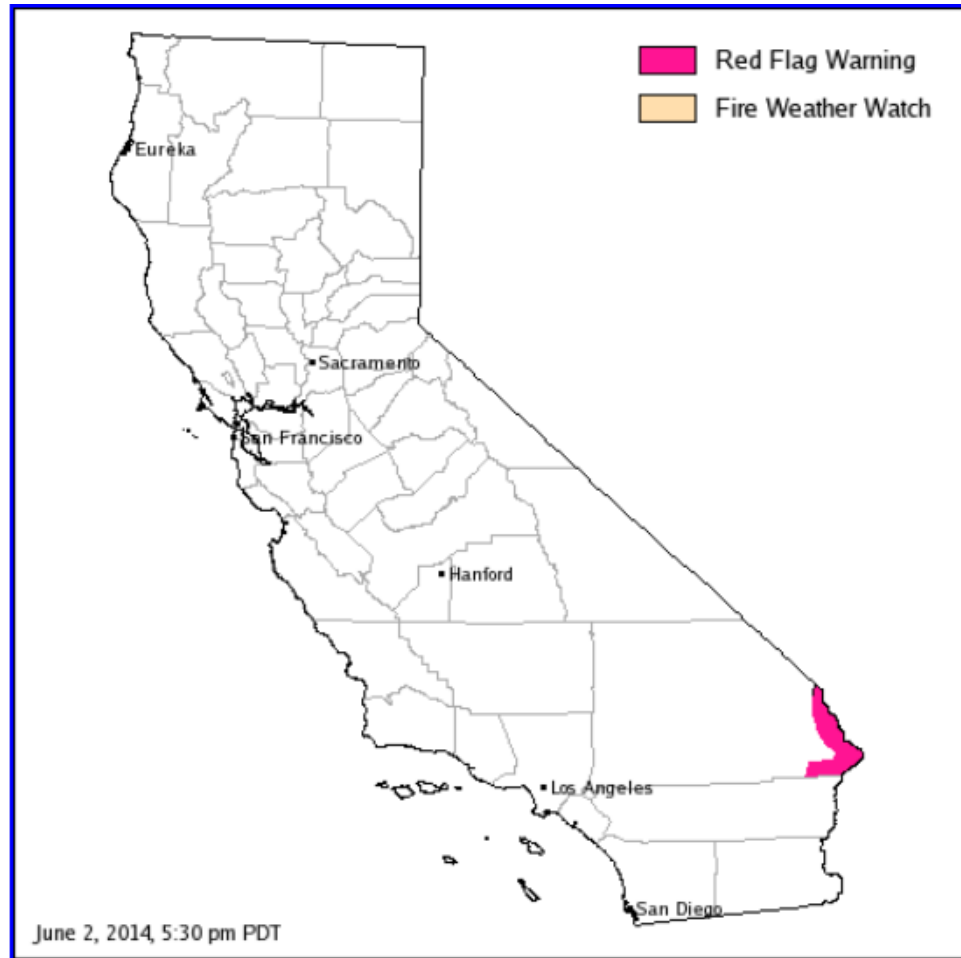 Red Flag Warning
Fire Weather Watch
Eureka
Sacramento
San Francisco
Hanford
Los Angeles
San Diego
June 2, 2014, 5:30 pm PDT